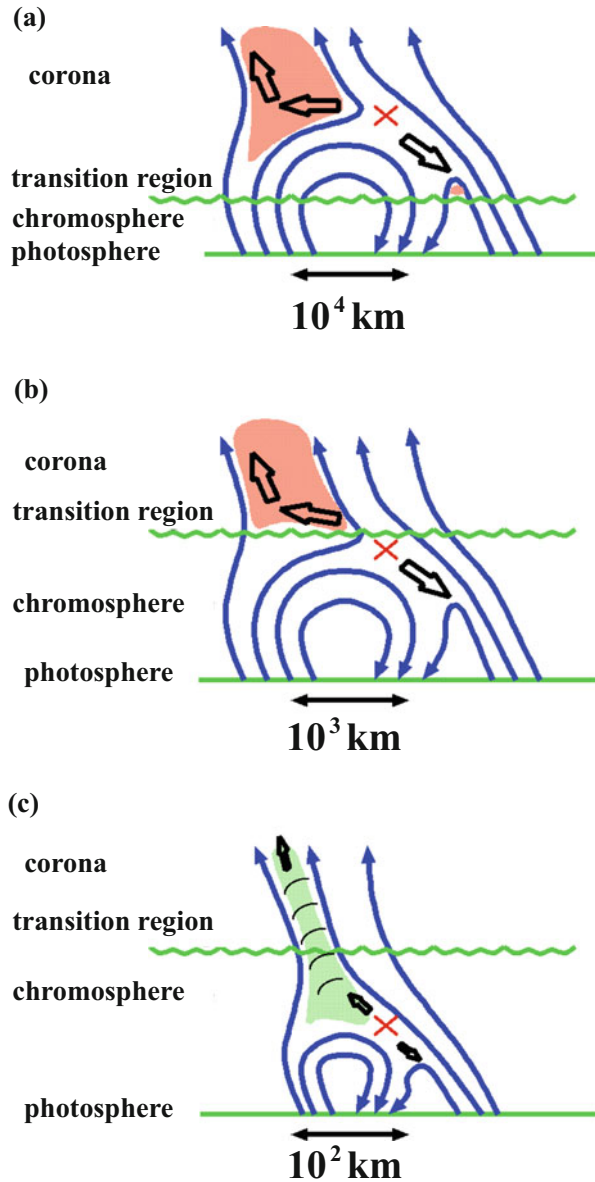 (a)
corona
transition region
chromosphere
photosphere
10⁴ km
(b)
corona
transition region
chromosphere
photosphere
10³ km
(c)
corona
transition region
chromosphere
photosphere
10² km